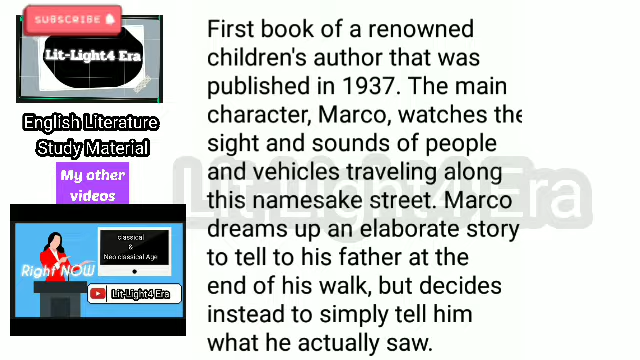 SUBSCRIBE
Lit-Light4 Era
English Literature
Study Material
My other
videos
Classical
&
Neoclassical Age
Right NOW
Lit-Light4 Era
First book of a renowned
children's author that was
published in 1937. The main
character, Marco, watches the
sight and sounds of people
and vehicles traveling along
this namesake street. Marco
dreams up an elaborate story
to tell to his father at the
end of his walk, but decides
instead to simply tell him
what he actually saw.
Lit-Light4 Era